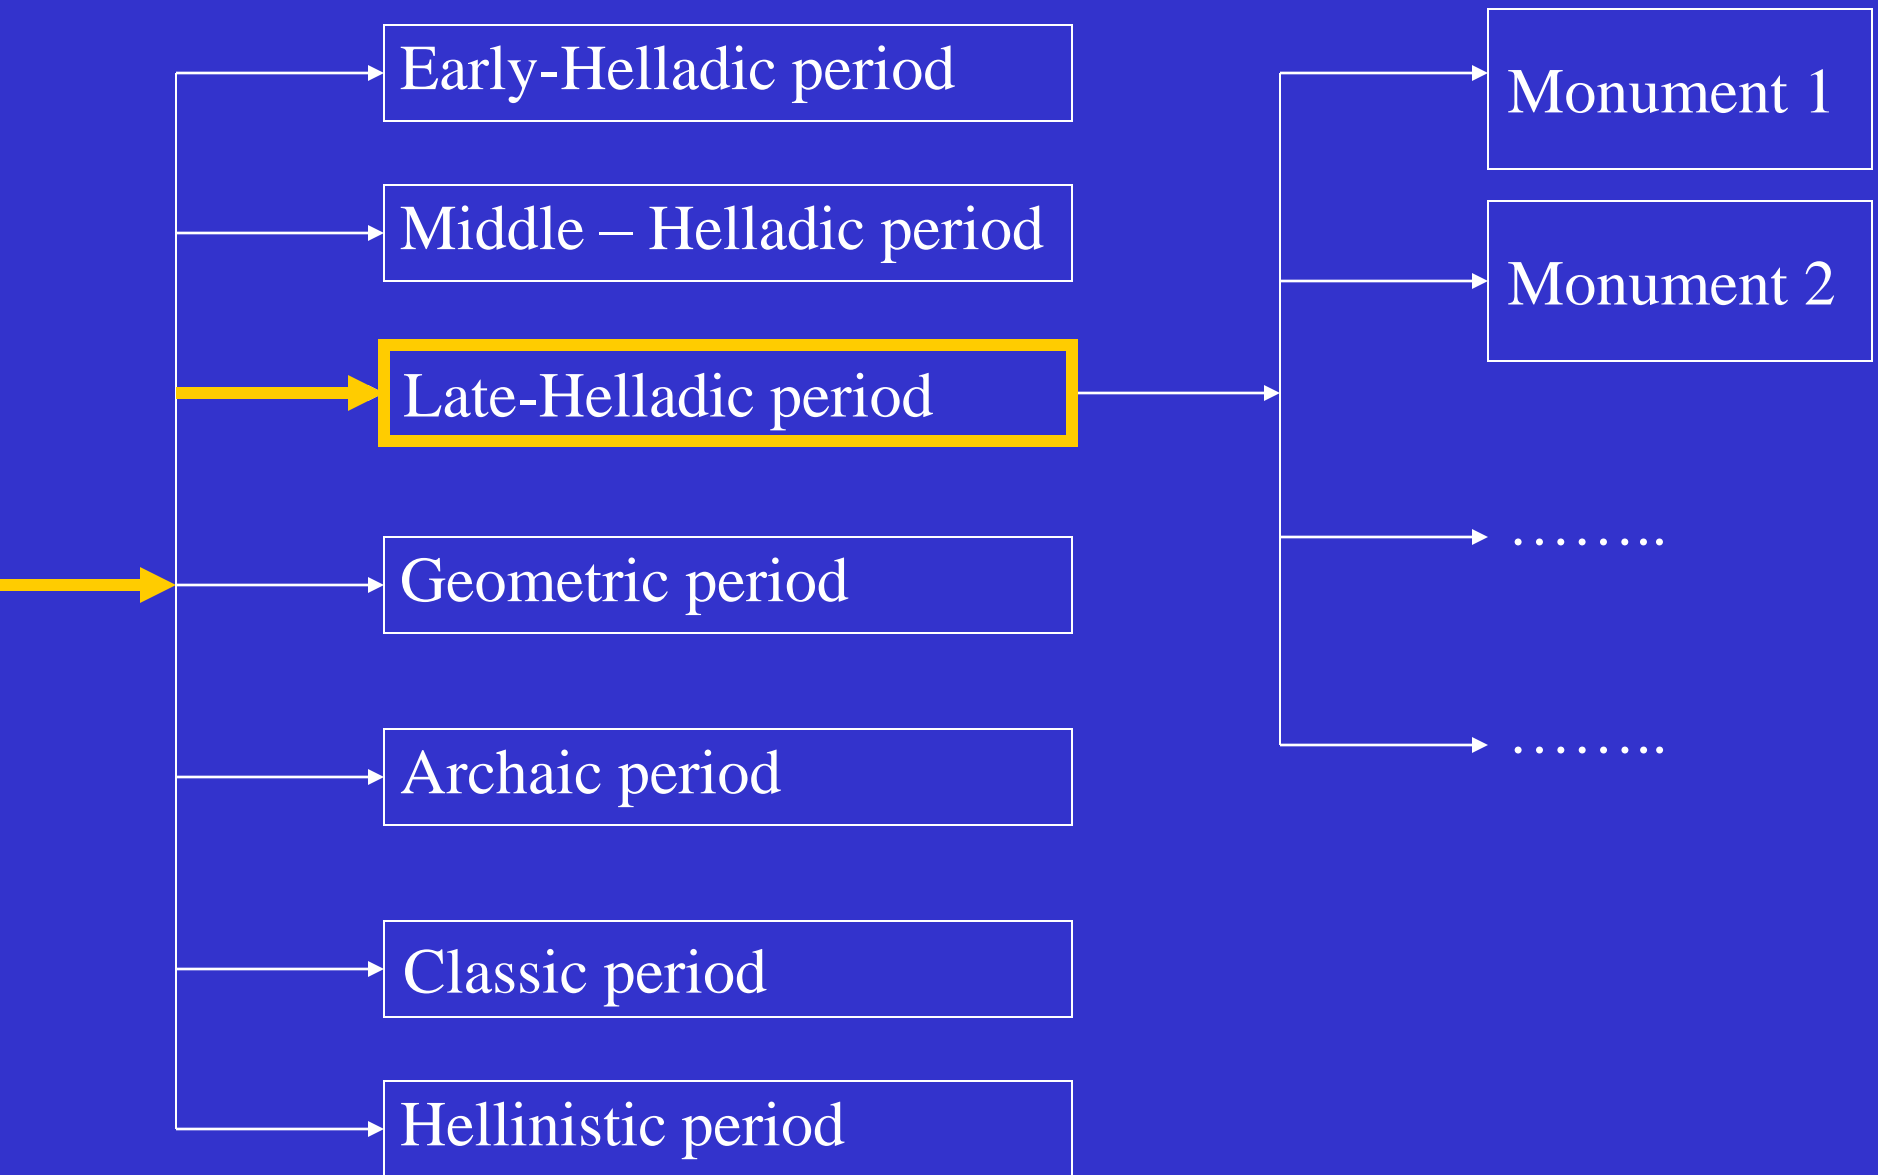 Early-Helladic period
Middle – Helladic period
Late-Helladic period
Geometric period
Archaic period
Classic period
Hellinistic period
Monument 1
Monument 2
……..
……..